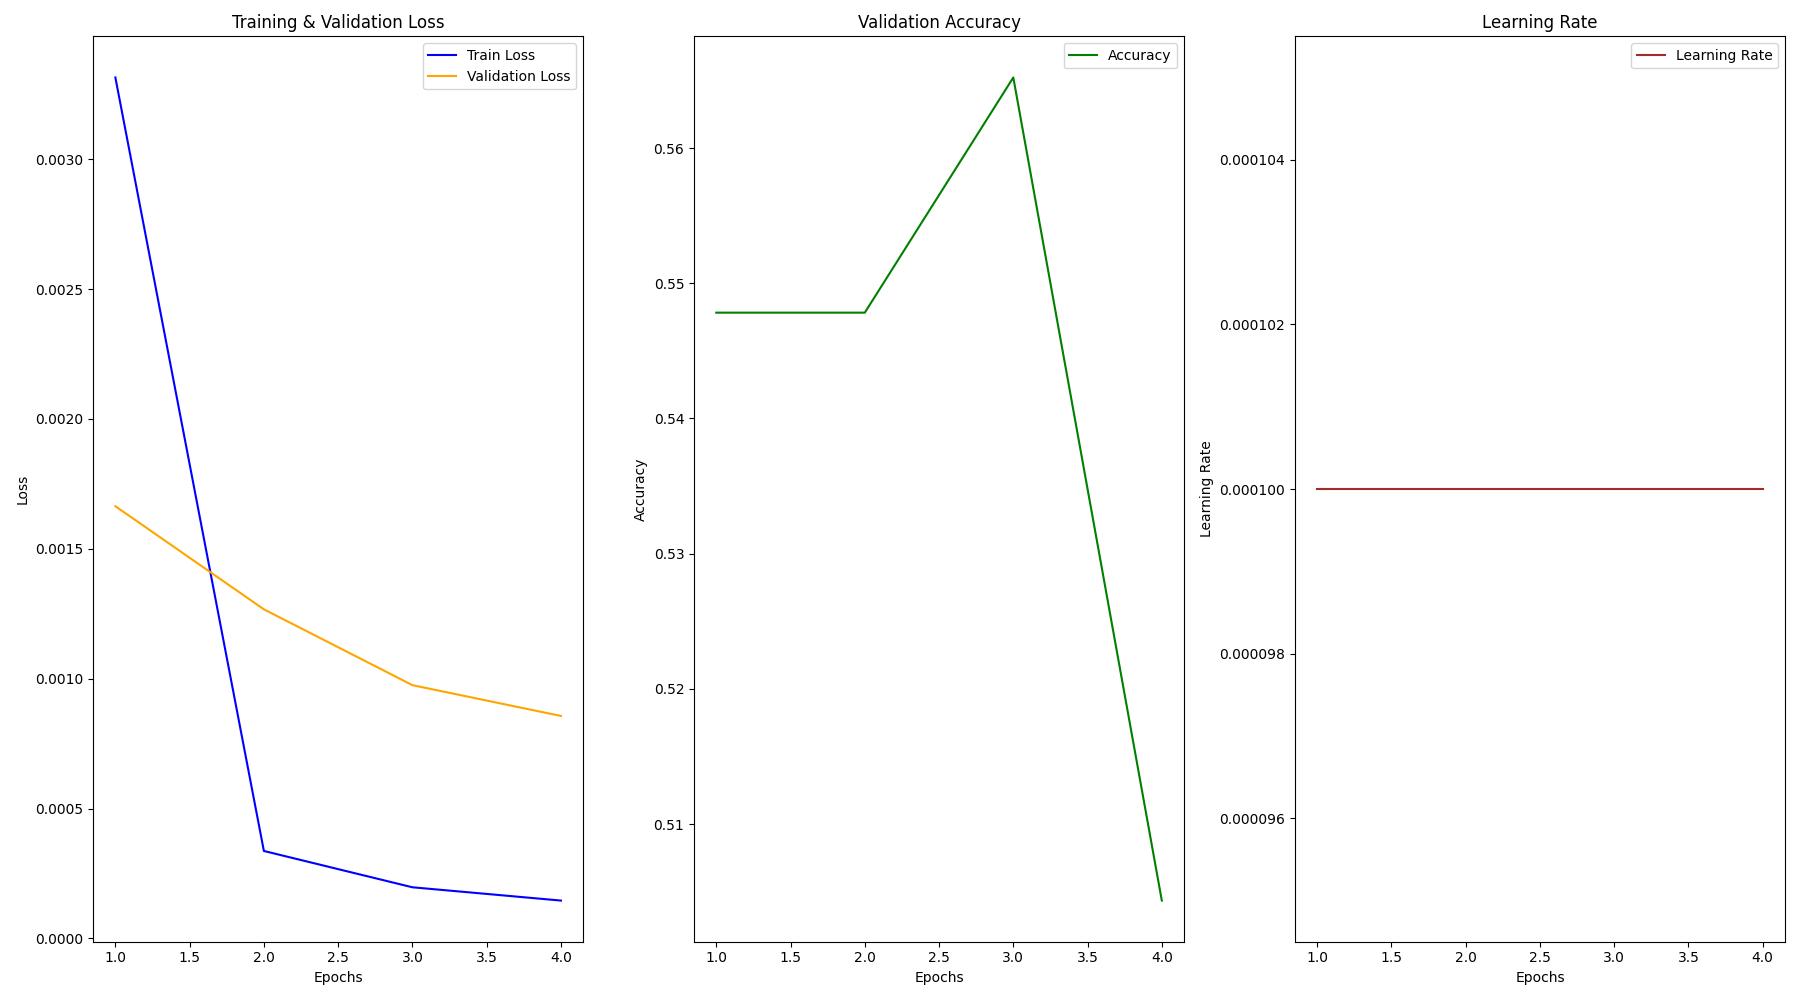 Training & Validation Loss
Train Loss
Validation Loss
0.0030
0.0025
0.0020
0.0015
0.0010
0.0005
0.0000
Loss
1.0 1.5 2.0 2.5 3.0 3.5 4.0
Epochs
Validation Accuracy
Accuracy
0.56
0.55
0.54
0.53
0.52
0.51
Accuracy
1.0 1.5 2.0 2.5 3.0 3.5 4.0
Epochs
Learning Rate
Learning Rate
0.000104
0.000102
0.000100
0.000098
0.000096
Learning Rate
1.0 1.5 2.0 2.5 3.0 3.5 4.0
Epochs